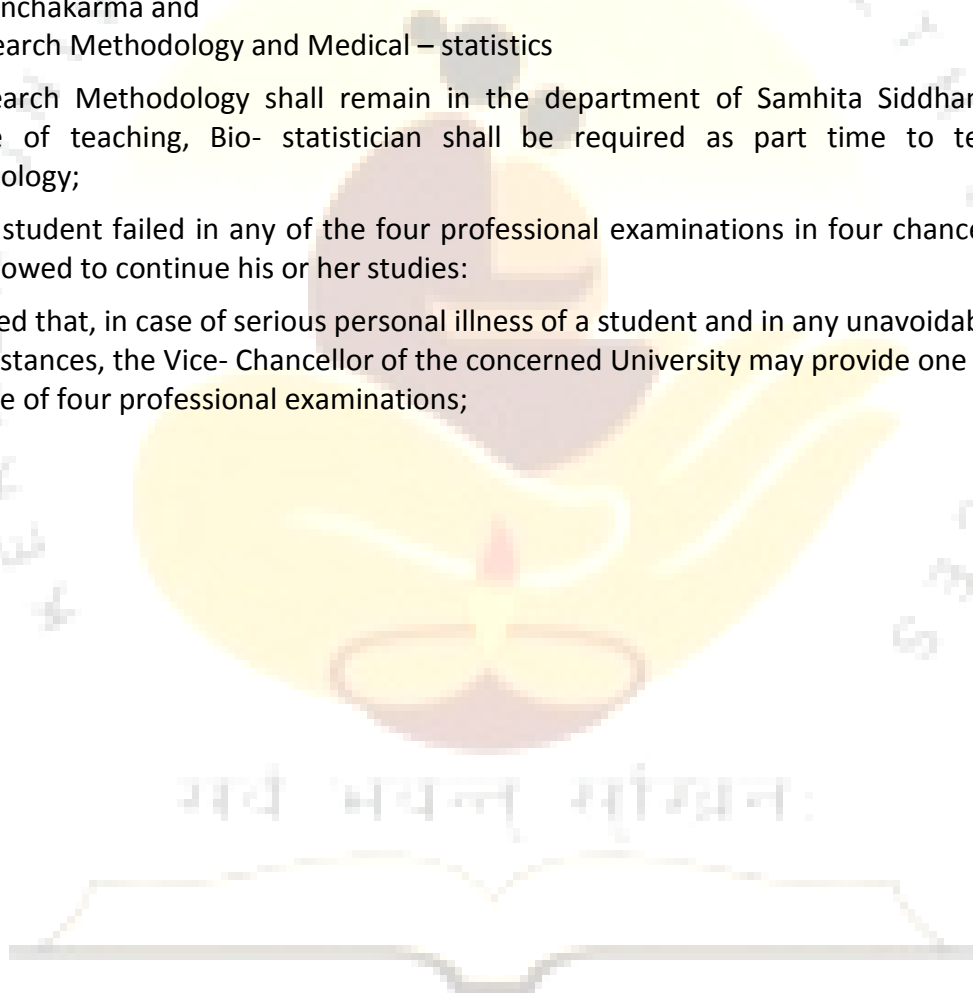 nchakarma and
earch Methodology and Medical – statistics
earch Methodology shall remain in the department of Samhita Siddhan
e of teaching, Bio- statistician shall be required as part time to te
ology;
student failed in any of the four professional examinations in four chance
owed to continue his or her studies:
ed that, in case of serious personal illness of a student and in any unavoidab
stances, the Vice- Chancellor of the concerned University may provide one
e of four professional examinations;